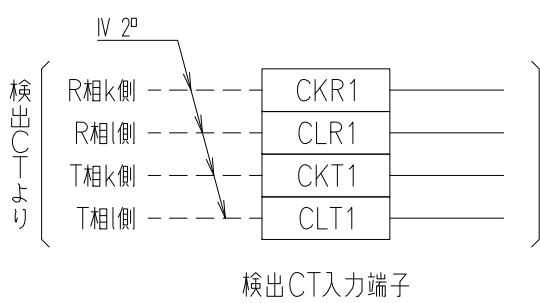 IV 2□
検出CTより
R相k側 CKR1
R相l側 CLR1
T相k側 CKT1
T相l側 CLT1
検出CT入力端子